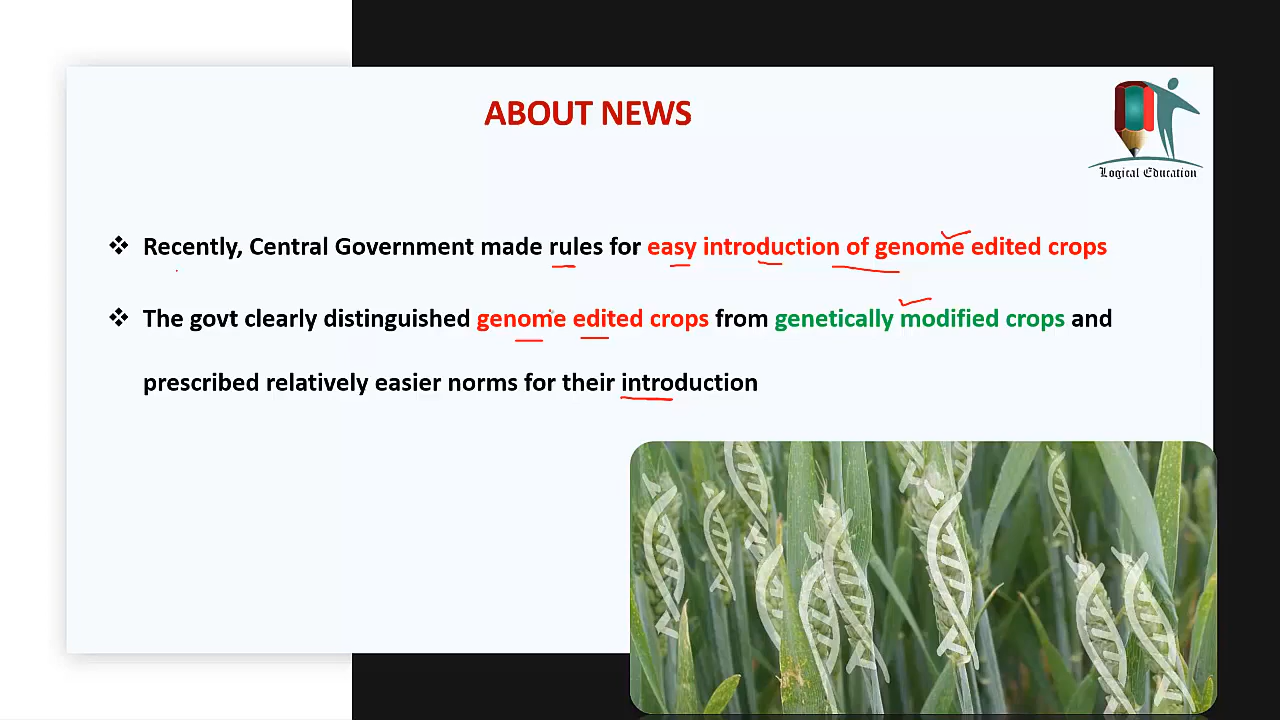 ABOUT NEWS
Logical Education
❖ Recently, Central Government made rules for easy introduction of genome edited crops
❖ The govt clearly distinguished genome edited crops from genetically modified crops and
prescribed relatively easier norms for their introduction